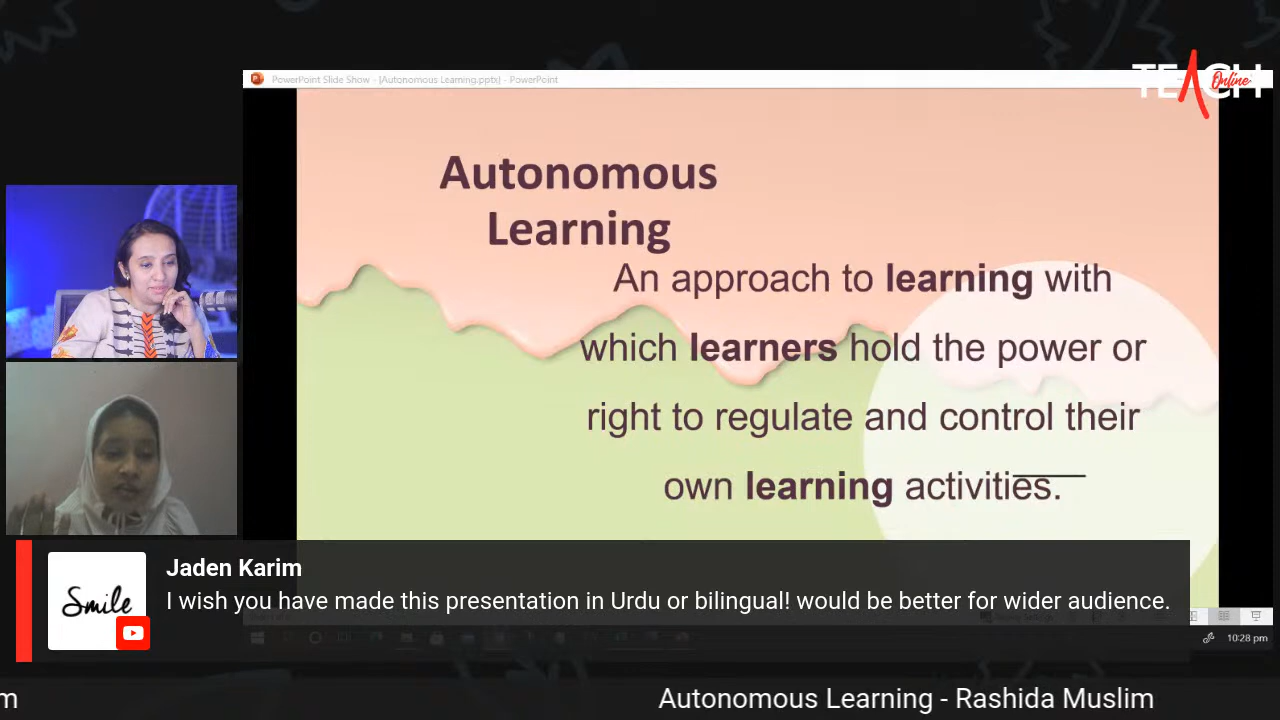 PowerPoint Slide Show - [Autonomous Learning.pptx] - PowerPoint
TEACH
Online
Autonomous
Learning
An approach to learning with
which learners hold the power or
right to regulate and control their
own learning activities.
Smile
Jaden Karim
I wish you have made this presentation in Urdu or bilingual! would be better for wider audience.
10:28 pm
m
Autonomous Learning - Rashida Muslim